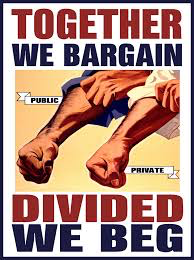 TOGETHER
WE BARGAIN
PUBLIC
PRIVATE
DIVIDED
WE BEG